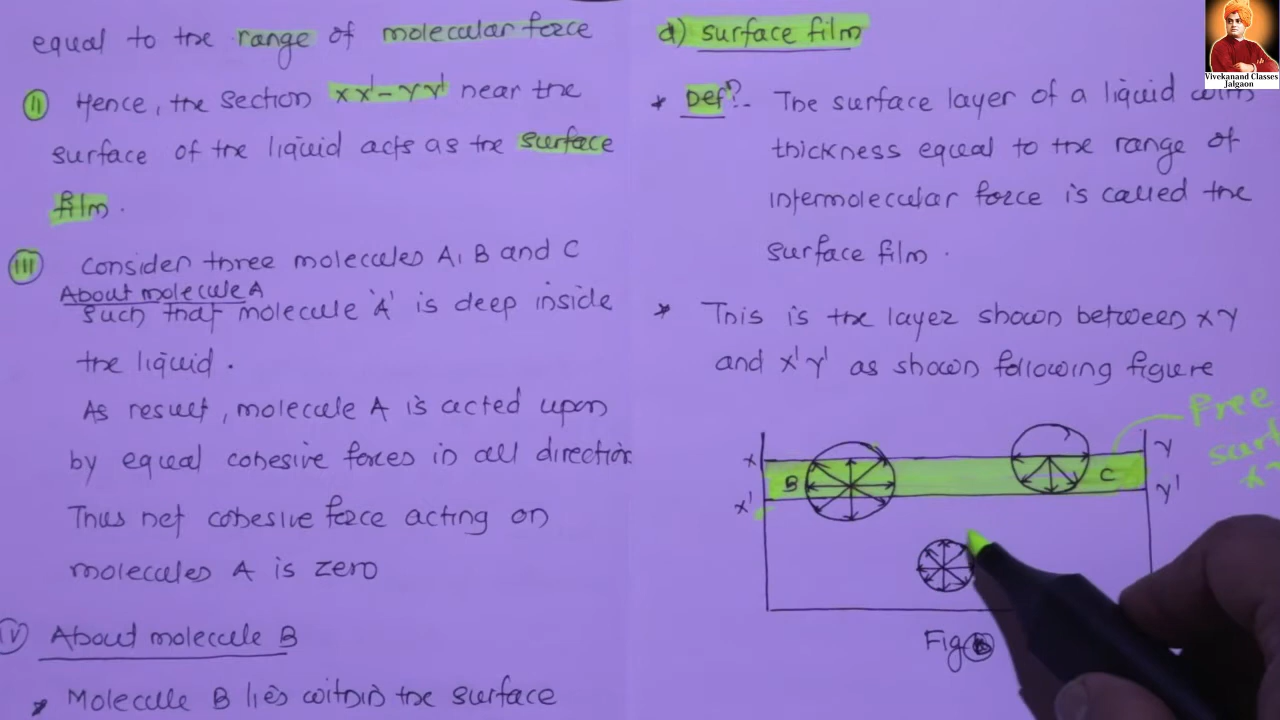 equal to the range of molecular force
II Hence, the section xx'-yy' near the
surface of the liquid acts as the surface
film.
III Consider three molecules A, B and C
About molecule A
such that molecule 'A' is deep inside
the liquid.
As result, molecule A is acted upon
by equal cohesive forces in all direction
Thus net cohesive force acting on
molecules A is zero
About molecule B
* Molecule B lies within the surface
d) surface film
* Defn:- The surface layer of a liquid with
thickness equal to the range of
intermolecular force is called the
surface film.
* This is the layer shown between XY
and X'Y' as shown following figure
Free
X
B
C
Y
X'
Y'
Fig b
Vivekanand Classes
Jalgaon